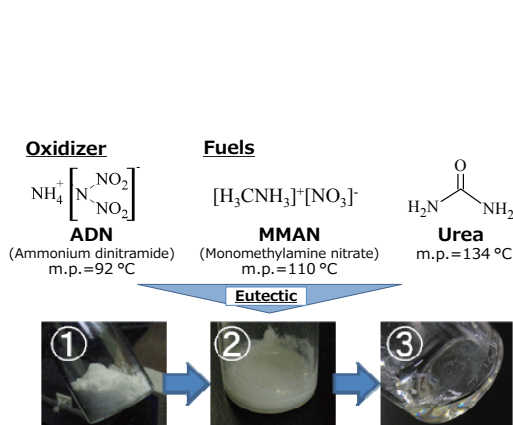 Oxidizer
Fuels
NH4+ [N NO2 NO2]-
[H3CNH3]+[NO3]-
O
H2N NH2
ADN
(Ammonium dinitramide)
m.p.=92 °C
MMAN
(Monomethylamine nitrate)
m.p.=110 °C
Urea
m.p.=134 °C
Eutectic
① ② ③